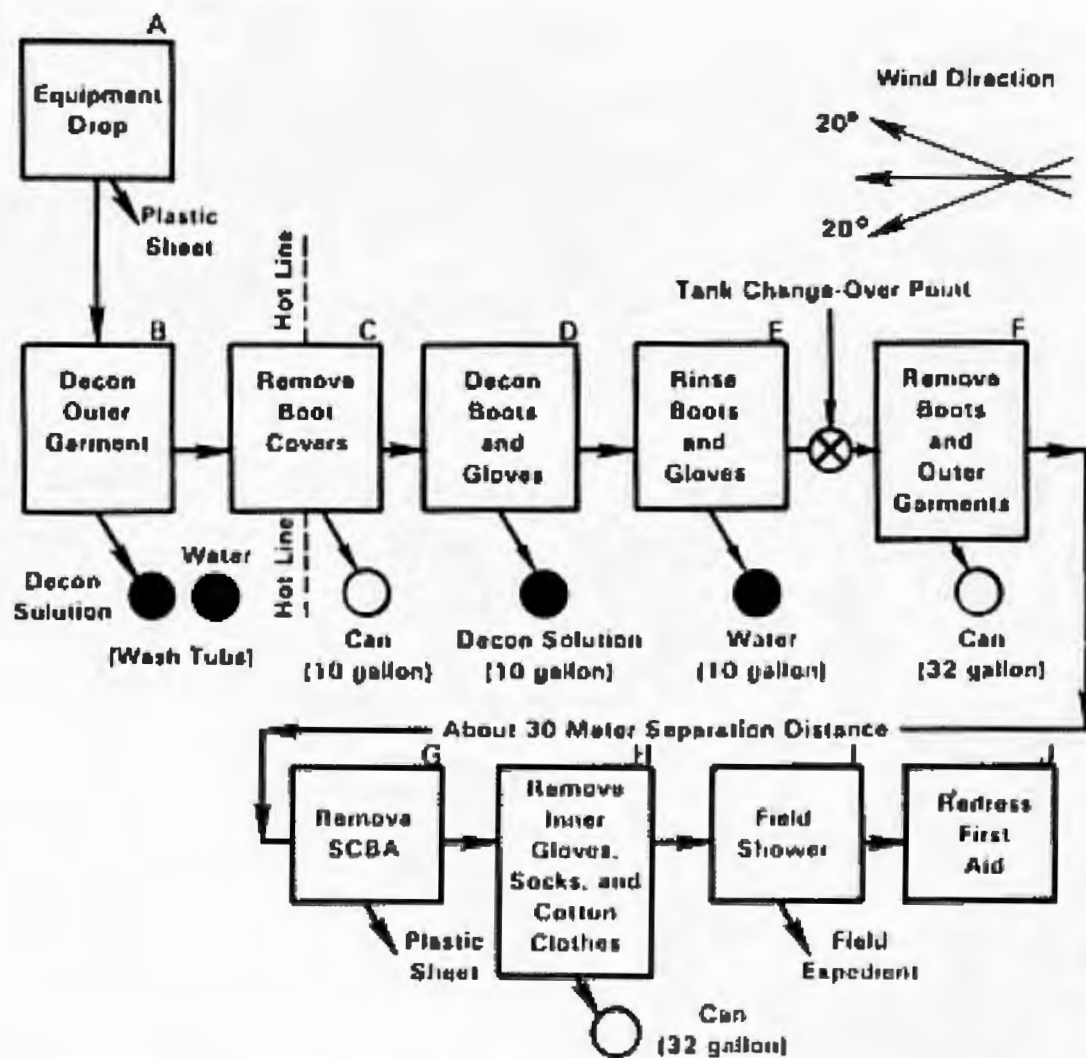 A
Equipment
Drop
Plastic
Sheet
Wind Direction
20°
20°
Tank Change-Over Point
Hot Line
B
Decon
Outer
Garment
C
Remove
Boot
Covers
D
Decon
Boots
and
Gloves
E
Rinse
Boots
and
Gloves
F
Remove
Boots
and
Outer
Garments
Hot Line
Decon
Solution
Water
(Wash Tubs)
Can
(10 gallon)
Decon Solution
(10 gallon)
Water
(10 gallon)
Can
(32 gallon)
About 30 Meter Separation Distance
G
Remove
SCBA
Plastic
Sheet
H
Remove
Inner
Gloves,
Socks, and
Cotton
Clothes
Can
(32 gallon)
Field
Shower
Field
Expedient
Redress
First
Aid